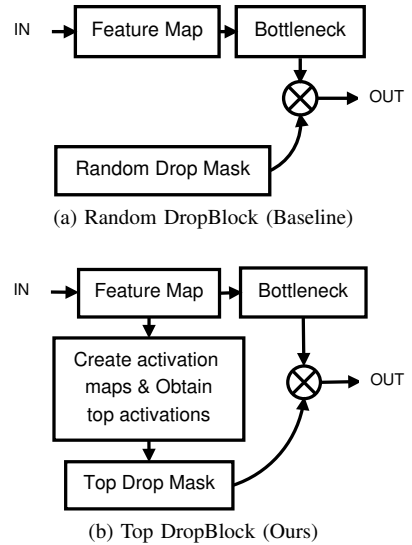 IN Feature Map Bottleneck
OUT
Random Drop Mask
(a) Random DropBlock (Baseline)
IN Feature Map Bottleneck
Create activation
maps & Obtain
top activations
OUT
Top Drop Mask
(b) Top DropBlock (Ours)